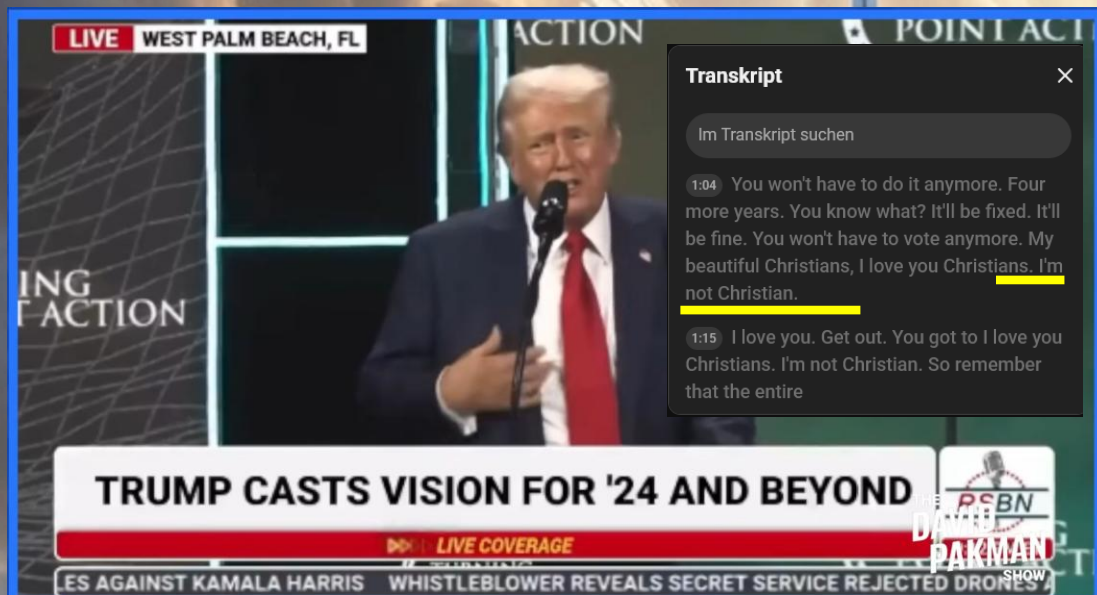 LIVE WEST PALM BEACH, FL
ACTION
POINT ACTI
Transkript
Im Transkript suchen
1:04 You won't have to do it anymore. Four
more years. You know what? It'll be fixed. It'll
be fine. You won't have to vote anymore. My
beautiful Christians, I love you Christians. I'm
not Christian.
1:15 I love you. Get out. You got to I love you
Christians. I'm not Christian. So remember
that the entire
ING
T ACTION
TRUMP CASTS VISION FOR '24 AND BEYOND
RSBN
LIVE COVERAGE
THE
DAVID
PAKMAN
SHOW
TURNING
LES AGAINST KAMALA HARRIS WHISTLEBLOWER REVEALS SECRET SERVICE REJECTED DRONES A